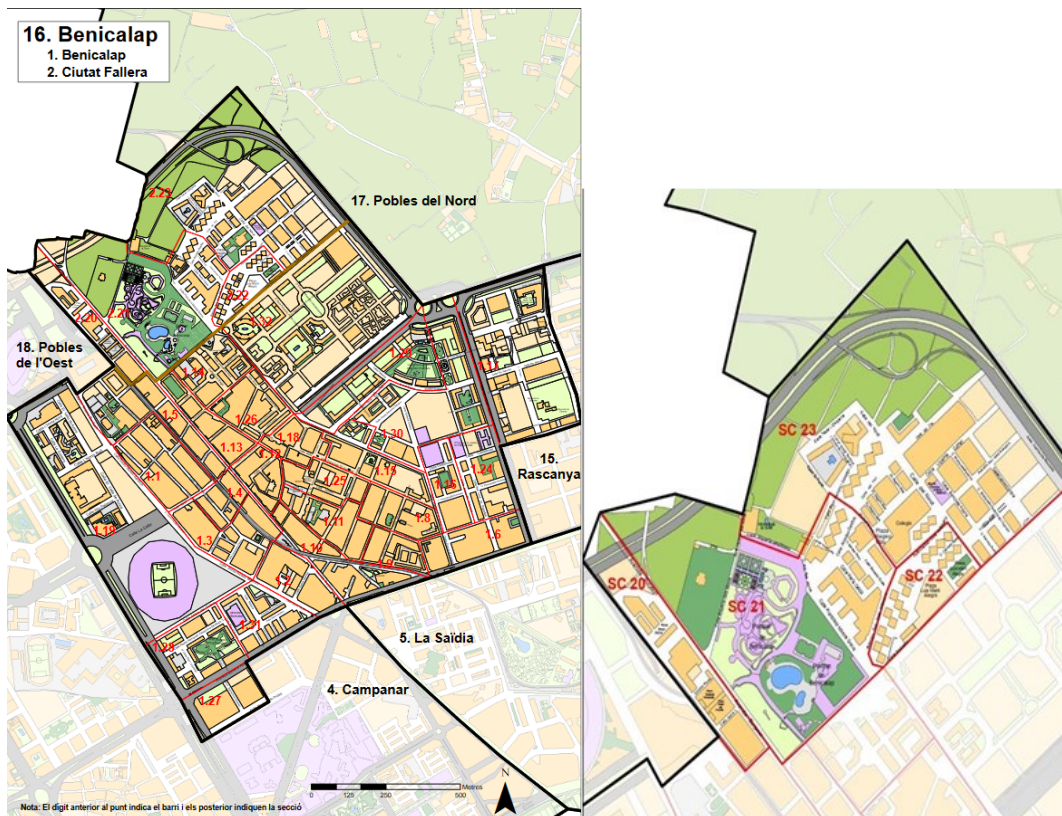 16. Benicalap
1. Benicalap
2. Ciutat Fallera
17. Pobles del Nord
2.23
2.22
2.20
2.21
1.32
18. Pobles
de l'Oest
1.14
1.17
1.5
1.26
1.18
1.30
1.13
1.12
1.15
15.
Rascanya
1.1
1.25
1.24
1.16
1.4
1.11
1.8
1.19
1.3
1.10
1.6
1.9
1.31
1.28
5. La Saïdia
4. Campanar
1.27
N
Metros
0 125 250 500
Nota: El dígit anterior al punt indica el barri i els posterior indiquen la secció
SC 23
SC 20
SC 21
SC 22
Colegio